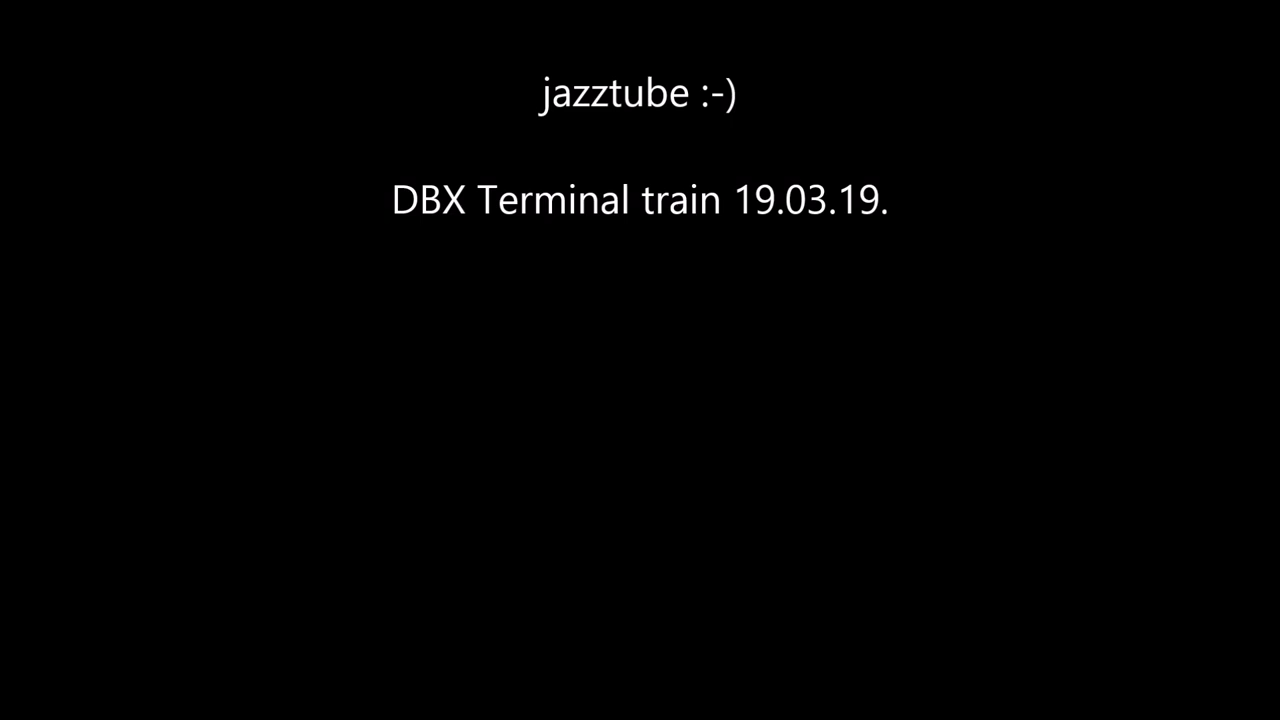 jazztube :-)
DBX Terminal train 19.03.19.